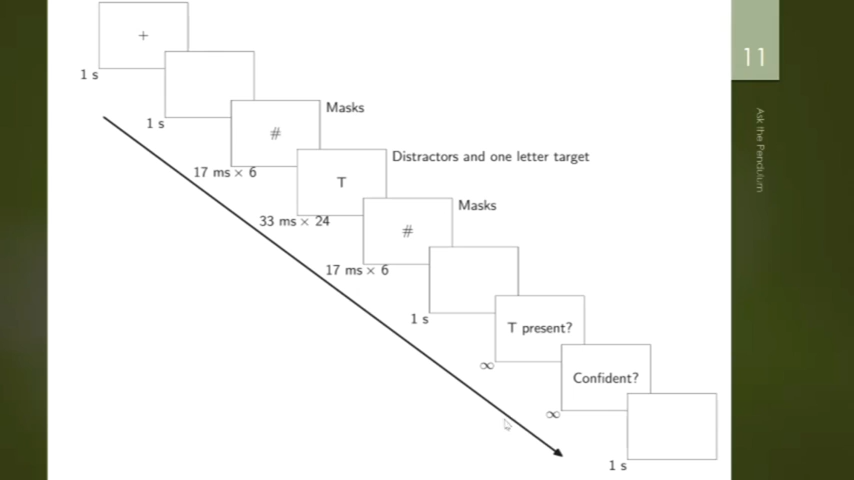 +
1 s
1 s
Masks
#
17 ms × 6
Distractors and one letter target
T
33 ms × 24
Masks
#
17 ms × 6
1 s
T present?
∞
Confident?
∞
1 s
11
Ask the Pendulum